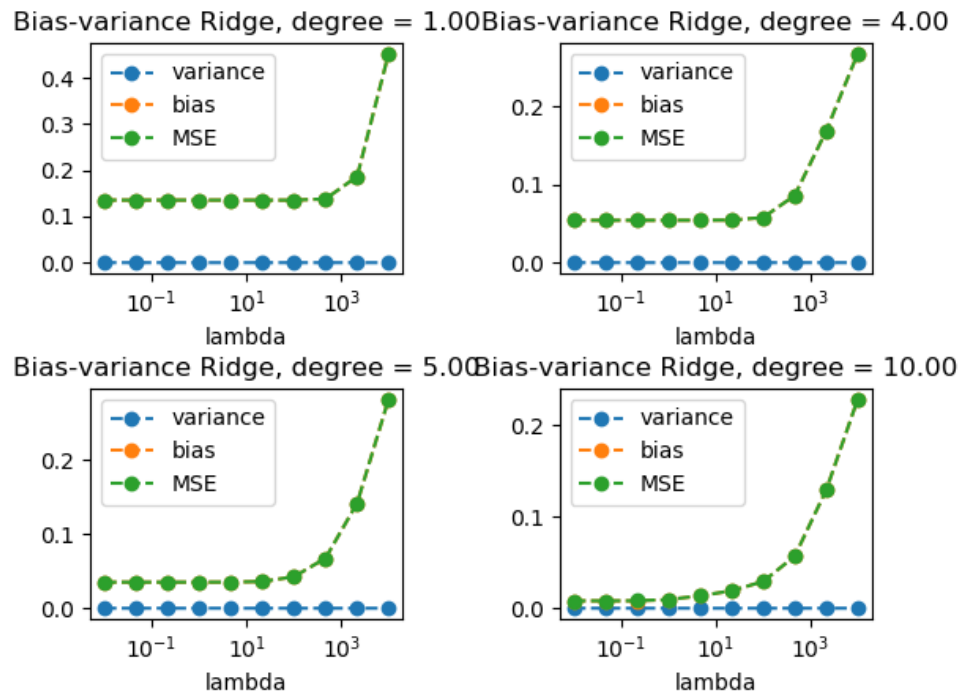 Bias-variance Ridge, degree = 1.00
0.4
0.3
0.2
0.1
0.0
variance
bias
MSE
10^-1
10^1
10^3
lambda
Bias-variance Ridge, degree = 4.00
0.2
0.1
0.0
variance
bias
MSE
10^-1
10^1
10^3
lambda
Bias-variance Ridge, degree = 5.00
0.2
0.1
0.0
variance
bias
MSE
10^-1
10^1
10^3
lambda
Bias-variance Ridge, degree = 10.00
0.2
0.1
0.0
variance
bias
MSE
10^-1
10^1
10^3
lambda